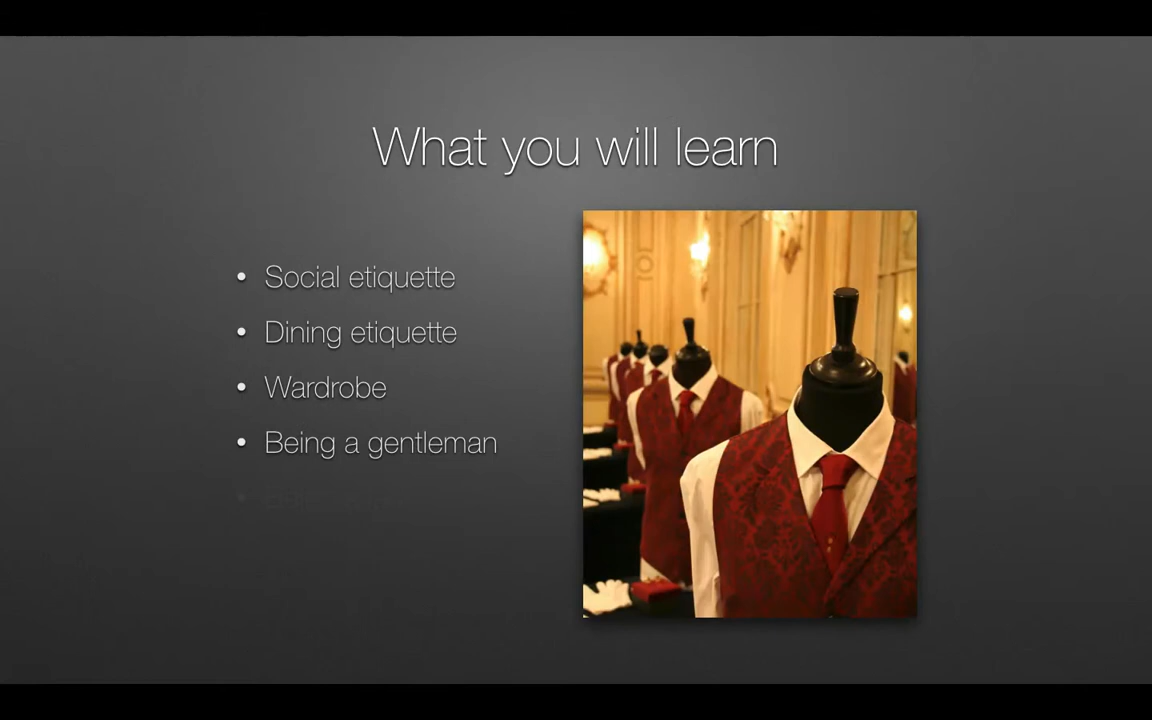 What you will learn
• Social etiquette
• Dining etiquette
• Wardrobe
• Being a gentleman